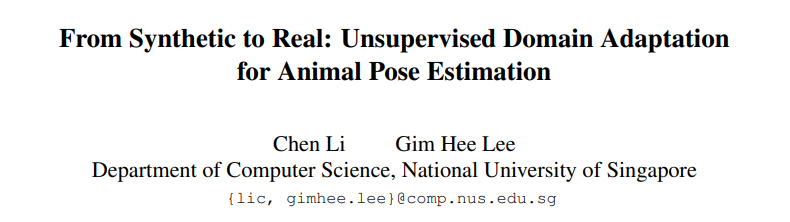 From Synthetic to Real: Unsupervised Domain Adaptation
for Animal Pose Estimation
Chen Li Gim Hee Lee
Department of Computer Science, National University of Singapore
{lic, gimhee.lee}@comp.nus.edu.sg